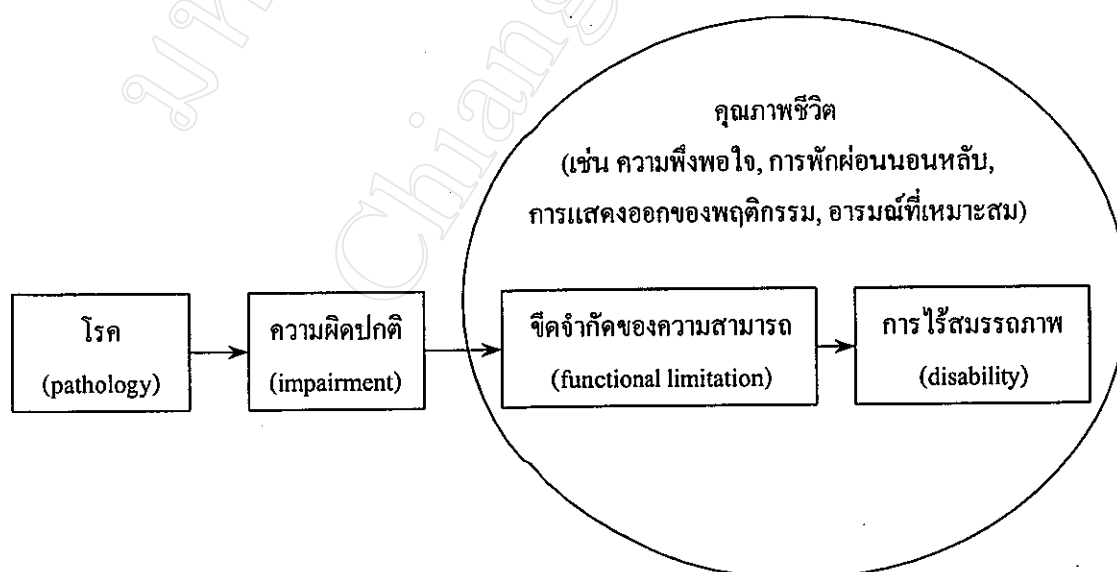 คุณภาพชีวิต
(เช่น ความพึงพอใจ, การพักผ่อนนอนหลับ,
การแสดงออกของพฤติกรรม, อารมณ์ที่เหมาะสม)
โรค
(pathology)
ความผิดปกติ
(impairment)
ขีดจำกัดของความสามารถ
(functional limitation)
การไร้สมรรถภาพ
(disability)
Chiang